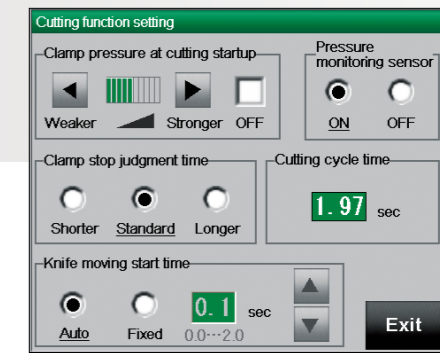 Cutting function setting
Clamp pressure at cutting startup
Weaker Stronger OFF
Pressure
monitoring sensor
ON OFF
Clamp stop judgment time
Shorter Standard Longer
Cutting cycle time
1.97 sec
Knife moving start time
Auto Fixed
0.1 sec
0.0---2.0
Exit